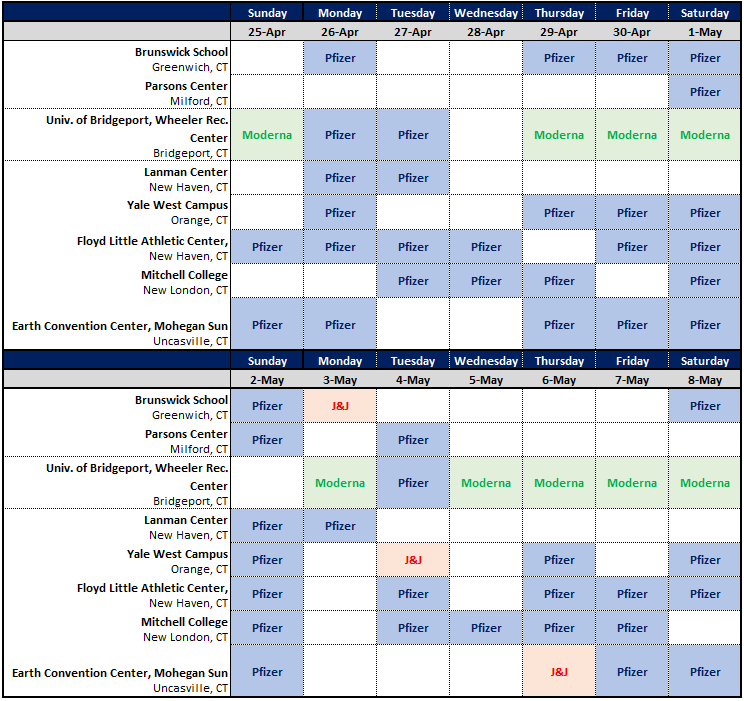 Sunday Monday Tuesday Wednesday Thursday Friday Saturday
25-Apr 26-Apr 27-Apr 28-Apr 29-Apr 30-Apr 1-May
Brunswick School
Greenwich, CT
Pfizer Pfizer Pfizer Pfizer
Parsons Center
Milford, CT
Pfizer
Univ. of Bridgeport, Wheeler Rec.
Center
Bridgeport, CT
Moderna Pfizer Pfizer Moderna Moderna Moderna
Lanman Center
New Haven, CT
Pfizer Pfizer
Yale West Campus
Orange, CT
Pfizer Pfizer Pfizer Pfizer
Floyd Little Athletic Center,
New Haven, CT
Pfizer Pfizer Pfizer Pfizer Pfizer Pfizer
Mitchell College
New London, CT
Pfizer Pfizer Pfizer Pfizer
Earth Convention Center, Mohegan Sun
Uncasville, CT
Pfizer Pfizer Pfizer Pfizer Pfizer
Sunday Monday Tuesday Wednesday Thursday Friday Saturday
2-May 3-May 4-May 5-May 6-May 7-May 8-May
Brunswick School
Greenwich, CT
Pfizer J&J Pfizer
Parsons Center
Milford, CT
Pfizer Pfizer
Univ. of Bridgeport, Wheeler Rec.
Center
Bridgeport, CT
Moderna Pfizer Moderna Moderna Moderna Moderna
Lanman Center
New Haven, CT
Pfizer Pfizer
Yale West Campus
Orange, CT
Pfizer J&J Pfizer Pfizer
Floyd Little Athletic Center,
New Haven, CT
Pfizer Pfizer Pfizer Pfizer Pfizer
Mitchell College
New London, CT
Pfizer Pfizer Pfizer Pfizer Pfizer
Earth Convention Center, Mohegan Sun
Uncasville, CT
Pfizer J&J Pfizer Pfizer